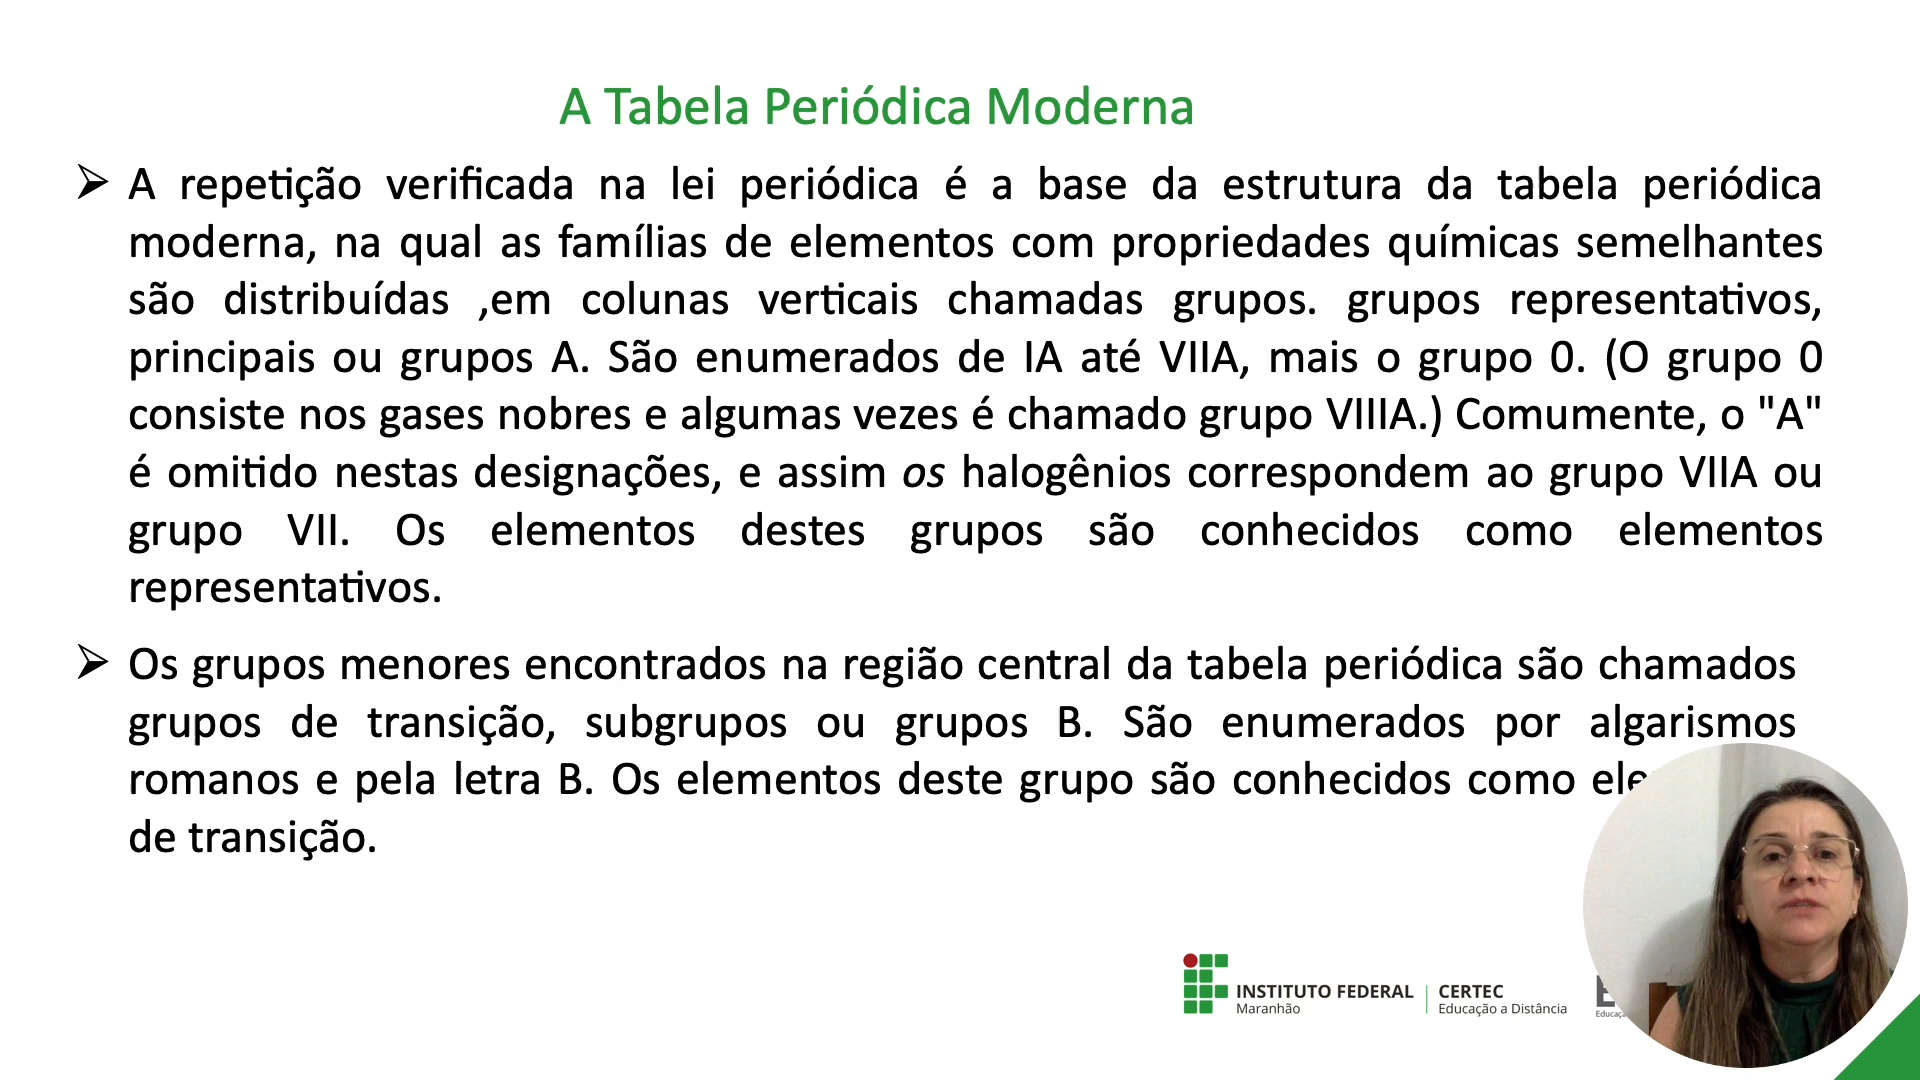 A Tabela Periódica Moderna
A repetição verificada na lei periódica é a base da estrutura da tabela periódica
moderna, na qual as famílias de elementos com propriedades químicas semelhantes
são distribuídas ,em colunas verticais chamadas grupos. grupos representativos,
principais ou grupos A. São enumerados de IA até VIIA, mais o grupo 0. (O grupo 0
consiste nos gases nobres e algumas vezes é chamado grupo VIIIA.) Comumente, o "A"
é omitido nestas designações, e assim os halogênios correspondem ao grupo VIIA ou
grupo VII. Os elementos destes grupos são conhecidos como elementos
representativos.
Os grupos menores encontrados na região central da tabela periódica são chamados
grupos de transição, subgrupos ou grupos B. São enumerados por algarismos
romanos e pela letra B. Os elementos deste grupo são conhecidos como
de transição.
INSTITUTO FEDERAL
Maranhão
CERTEC
Educação a Distância